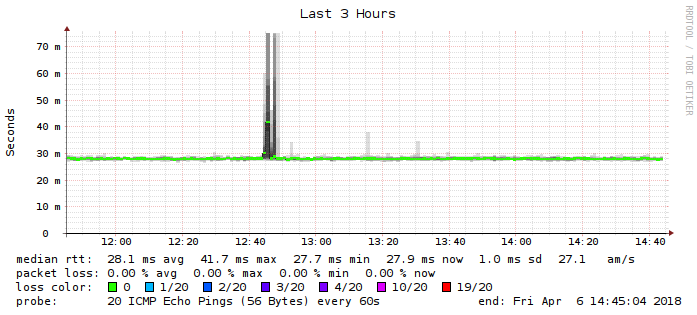 Last 3 Hours
RRDTOOL / TOBI OETIKER
Seconds
70 m
60 m
50 m
40 m
30 m
20 m
10 m
0
12:00 12:20 12:40 13:00 13:20 13:40 14:00 14:20 14:40
median rtt: 28.1 ms avg 41.7 ms max 27.7 ms min 27.9 ms now 1.0 ms sd 27.1 am/s
packet loss: 0.00 % avg 0.00 % max 0.00 % min 0.00 % now
loss color: 0 1/20 2/20 3/20 4/20 10/20 19/20
probe: 20 ICMP Echo Pings (56 Bytes) every 60s end: Fri Apr 6 14:45:04 2018